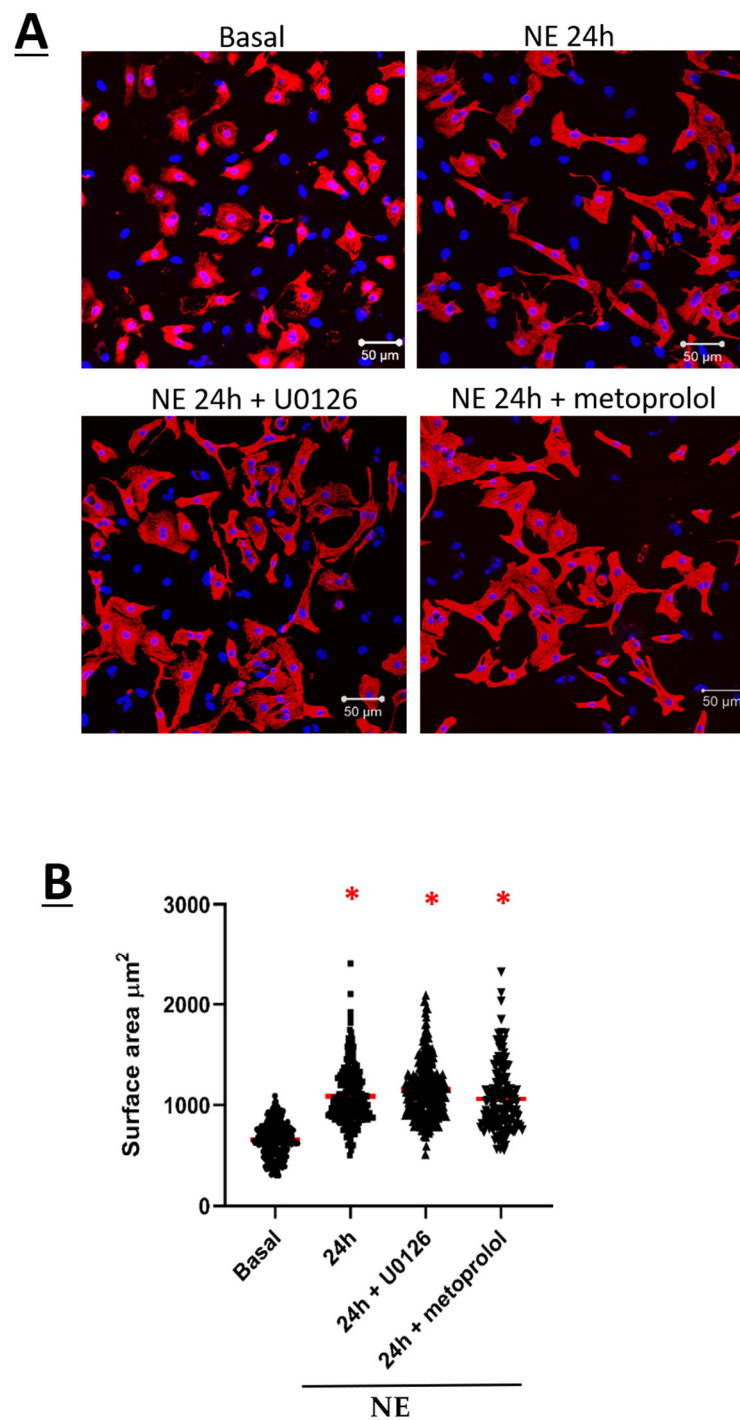 A
Basal
NE 24h
50 µm
50 µm
NE 24h + U0126
NE 24h + metoprolol
50 µm
50 µm
B
* * *
3000
2000
1000
0
Surface area µm²
Basal
24h
24h + U0126
24h + metoprolol
NE